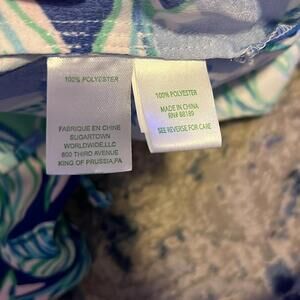 100% POLYESTER
FABRIQUE EN CHINE
SUGARTOWN
WORLDWIDE,LLC
800 THIRD AVENUE
KING OF PRUSSIA,PA
100% POLYESTER
MADE IN CHINA
RN# 88189
SEE REVERSE FOR CARE